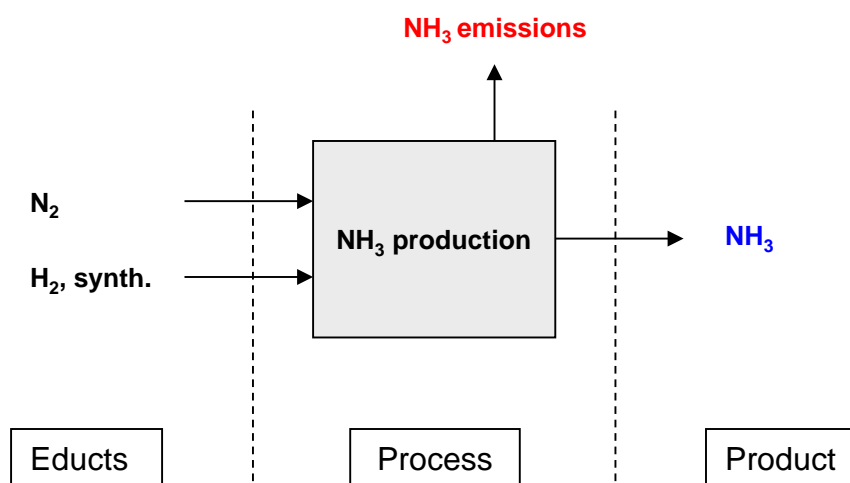 NH₃ emissions
N₂
H₂, synth.
NH₃ production
NH₃
Educts
Process
Product